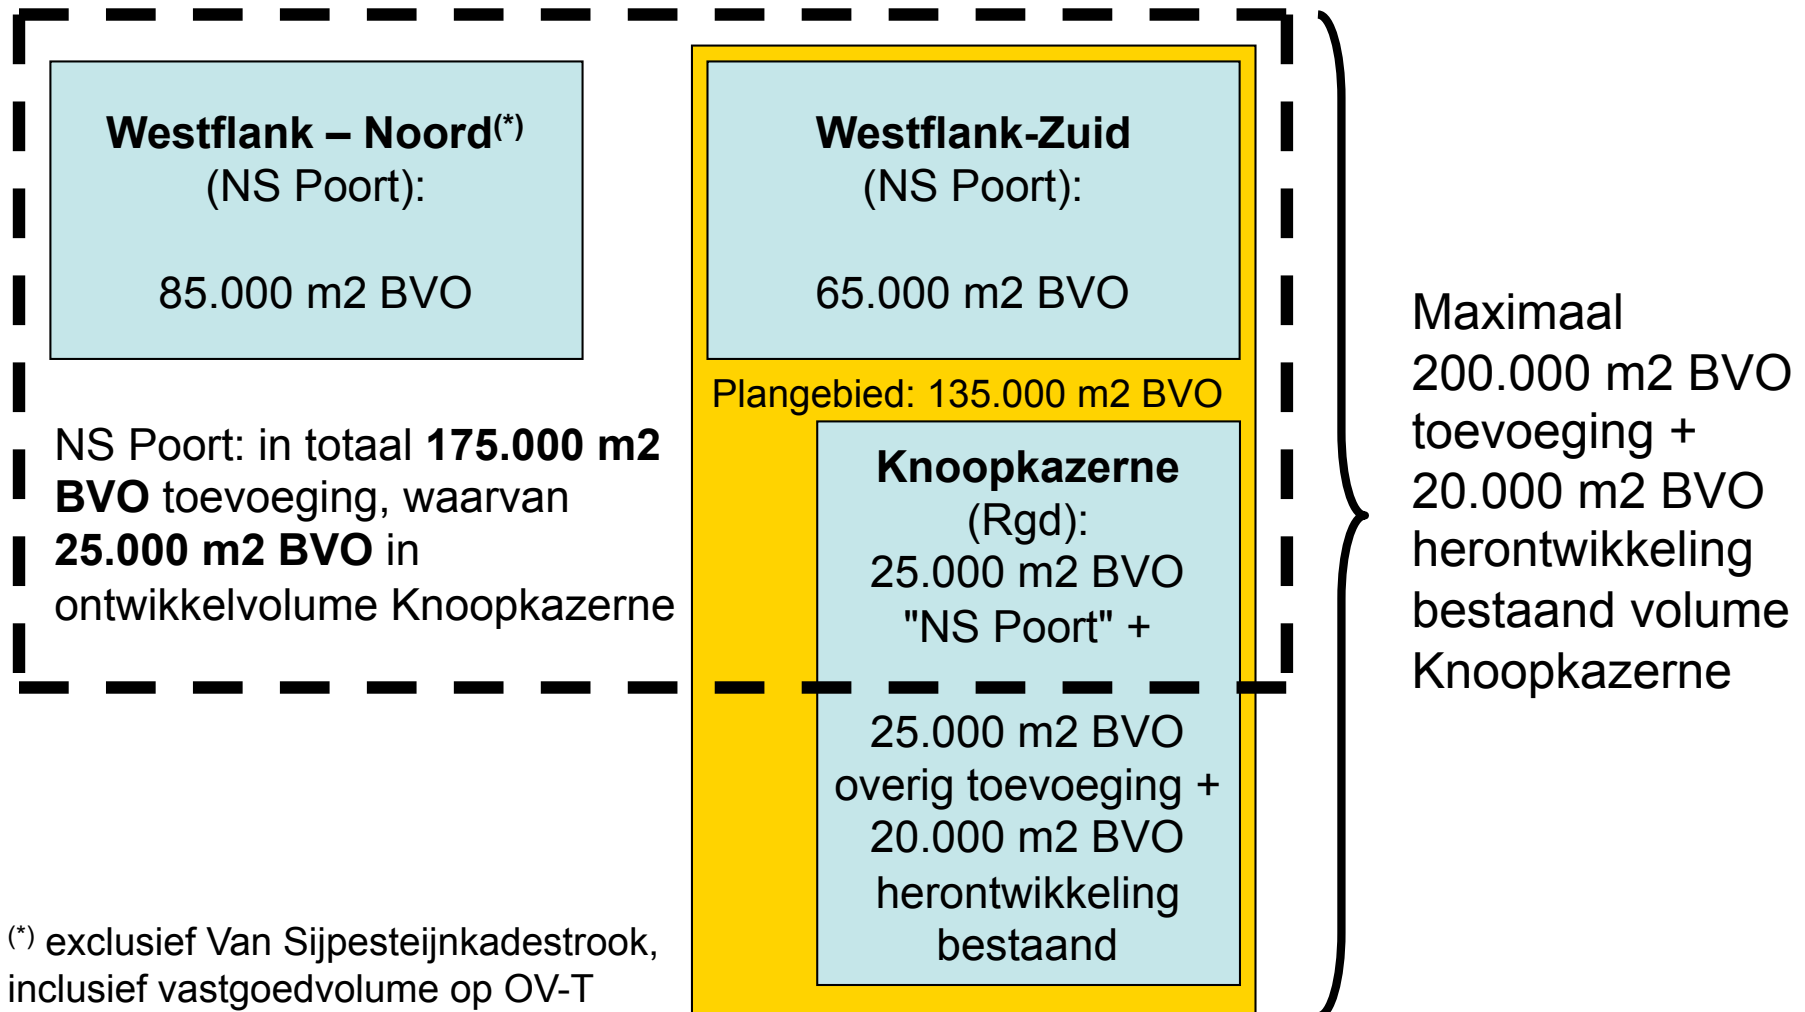 Westflank – Noord(*)
(NS Poort):
85.000 m2 BVO
NS Poort: in totaal 175.000 m2
BVO toevoeging, waarvan
25.000 m2 BVO in
ontwikkelvolume Knoopkazerne
Westflank-Zuid
(NS Poort):
65.000 m2 BVO
Plangebied: 135.000 m2 BVO
Knoopkazerne
(Rgd):
25.000 m2 BVO
"NS Poort" +
25.000 m2 BVO
overig toevoeging +
20.000 m2 BVO
herontwikkeling
bestaand
Maximaal
200.000 m2 BVO
toevoeging +
20.000 m2 BVO
herontwikkeling
bestaand volume
Knoopkazerne
(*) exclusief Van Sijpesteijnkadestrook,
inclusief vastgoedvolume op OV-T